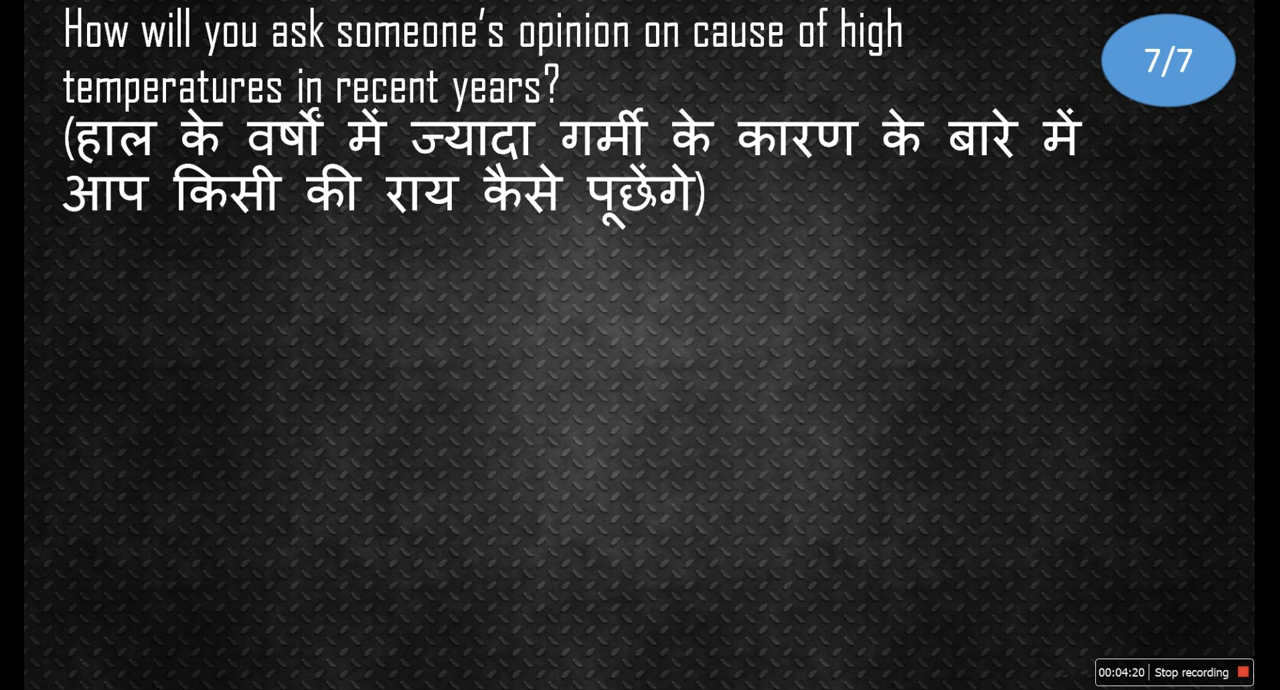 How will you ask someone's opinion on cause of high
temperatures in recent years?
(हाल के वर्षों में ज्यादा गर्मी के कारण के बारे में
आप किसी की राय कैसे पूछेंगे)
7/7
00:04:20 Stop recording